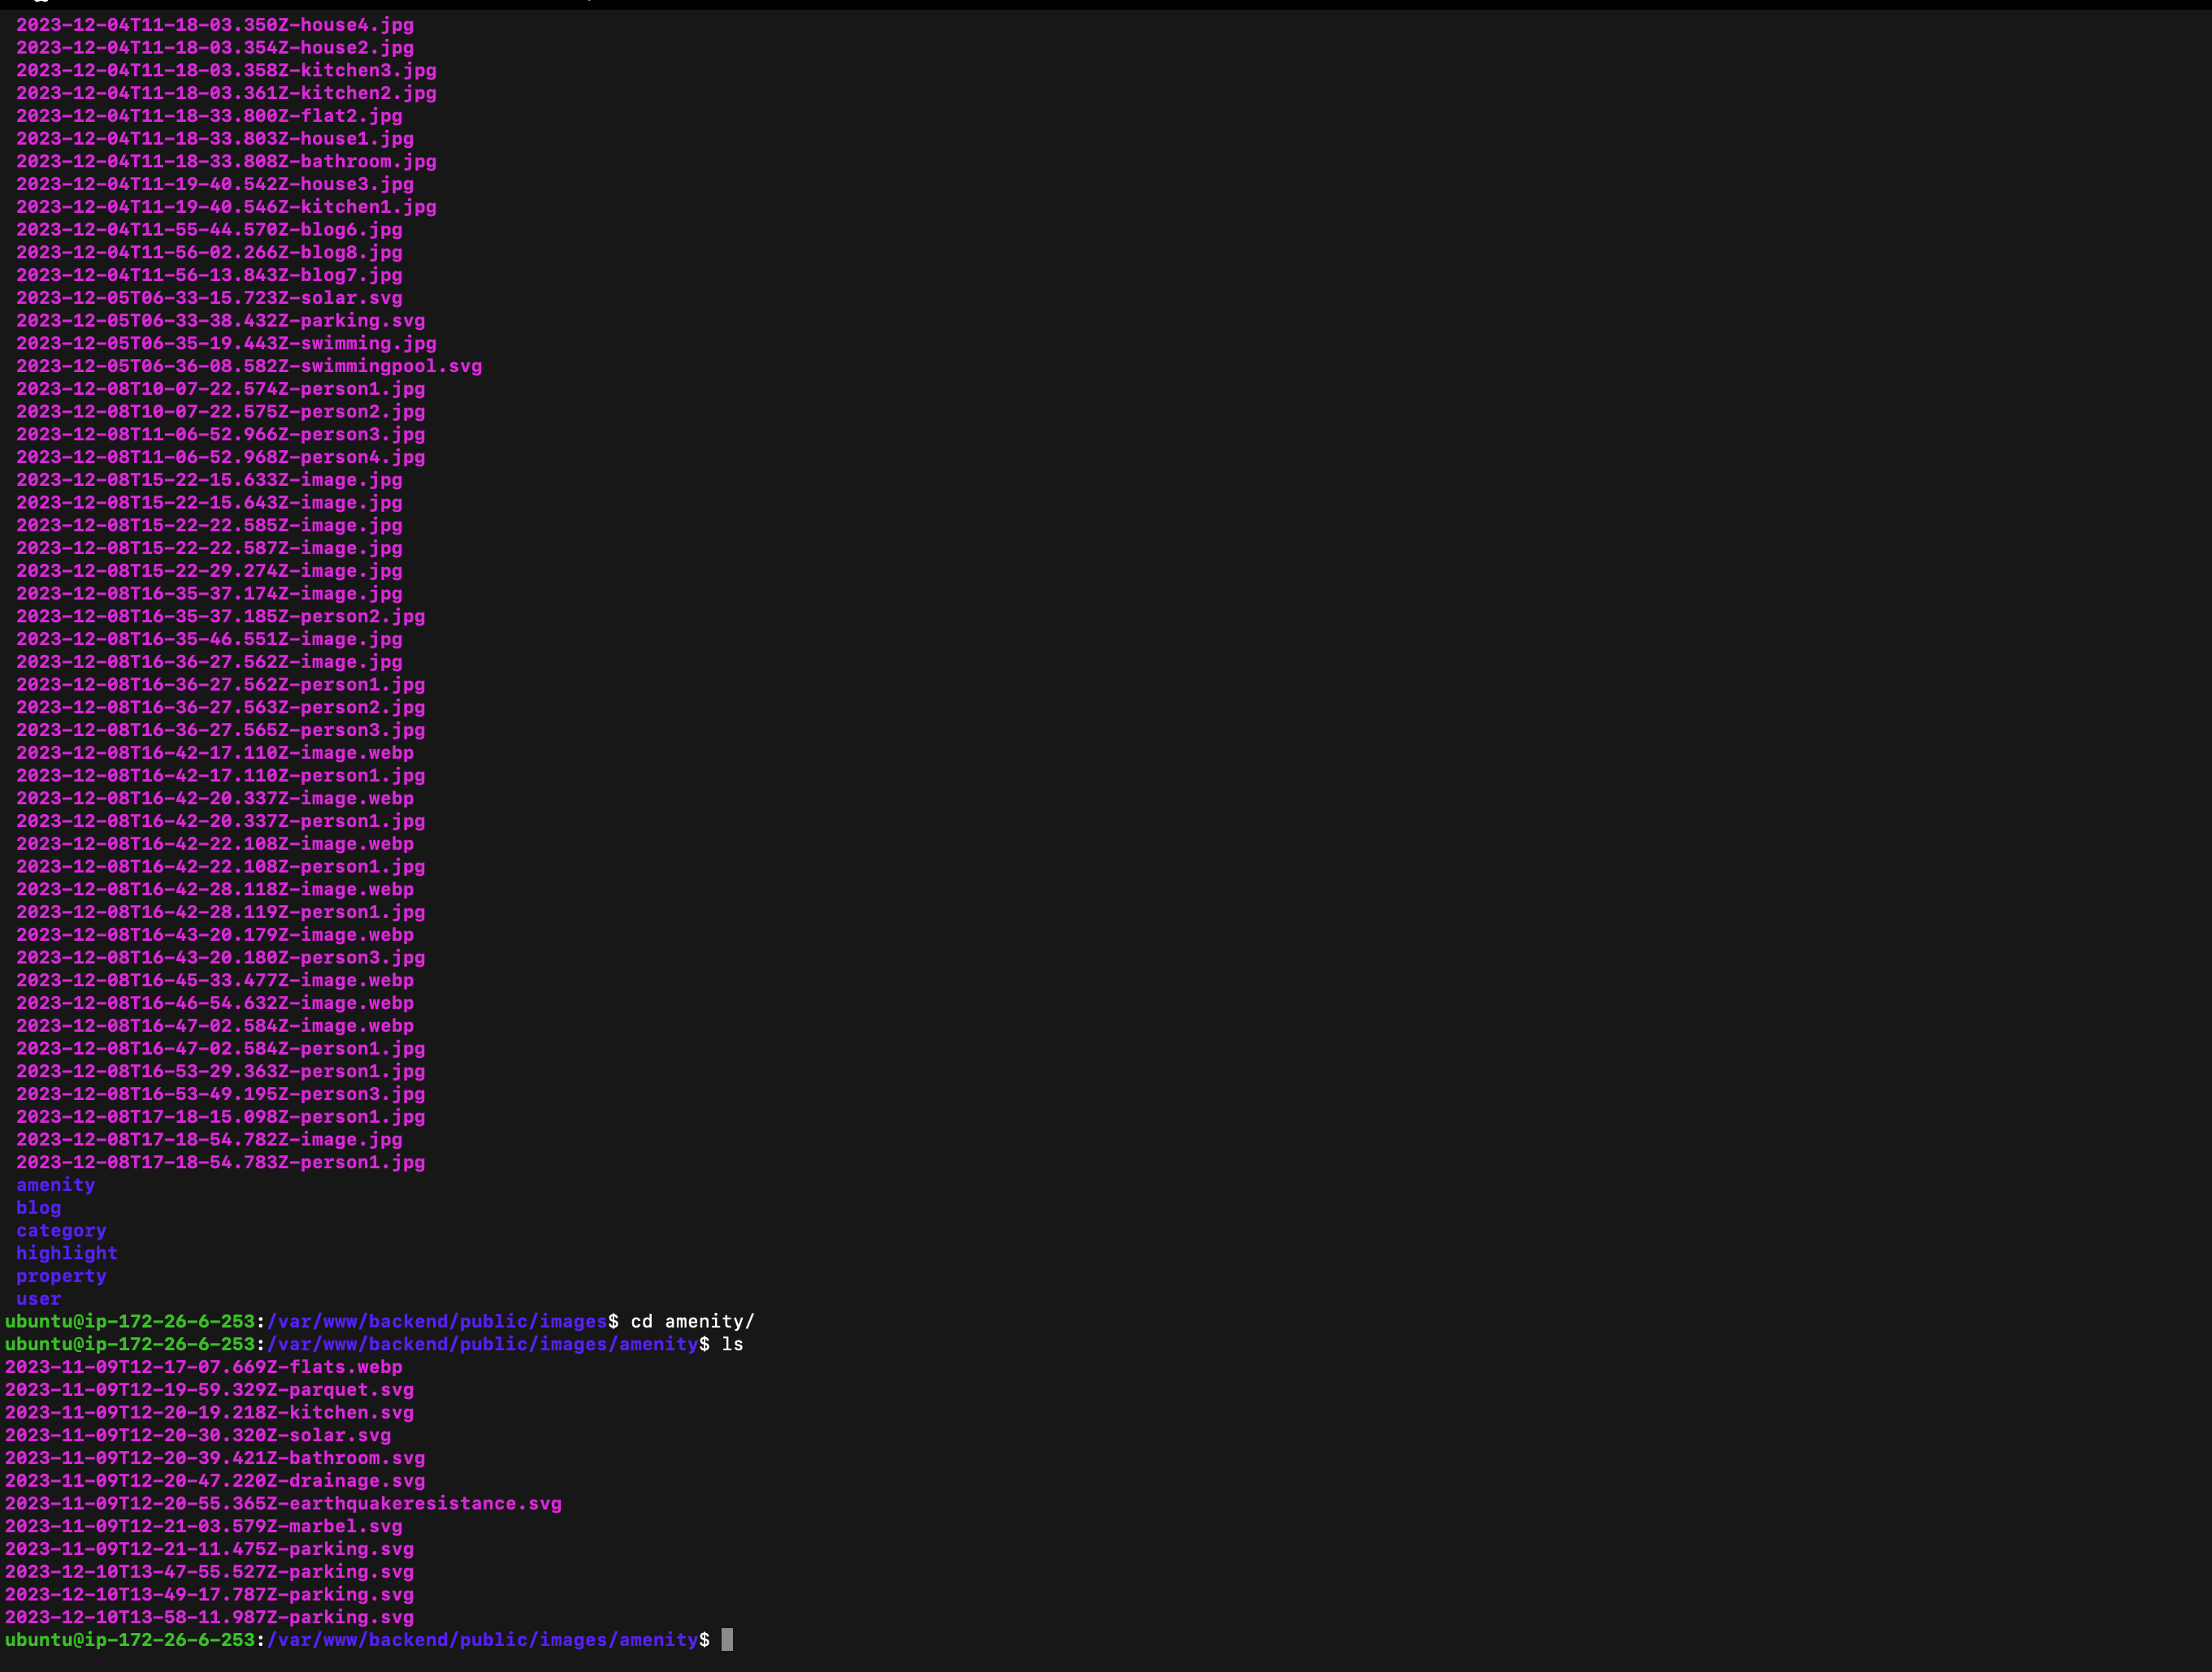 2023-12-04T11-18-03.350Z-house4.jpg
2023-12-04T11-18-03.354Z-house2.jpg
2023-12-04T11-18-03.358Z-kitchen3.jpg
2023-12-04T11-18-03.361Z-kitchen2.jpg
2023-12-04T11-18-33.800Z-flat2.jpg
2023-12-04T11-18-33.803Z-house1.jpg
2023-12-04T11-18-33.808Z-bathroom.jpg
2023-12-04T11-19-40.542Z-house3.jpg
2023-12-04T11-19-40.546Z-kitchen1.jpg
2023-12-04T11-55-44.570Z-blog6.jpg
2023-12-04T11-56-02.266Z-blog8.jpg
2023-12-04T11-56-13.843Z-blog7.jpg
2023-12-05T06-33-15.723Z-solar.svg
2023-12-05T06-33-38.432Z-parking.svg
2023-12-05T06-35-19.443Z-swimming.jpg
2023-12-05T06-36-08.582Z-swimmingpool.svg
2023-12-08T10-07-22.574Z-person1.jpg
2023-12-08T10-07-22.575Z-person2.jpg
2023-12-08T11-06-52.966Z-person3.jpg
2023-12-08T11-06-52.968Z-person4.jpg
2023-12-08T15-22-15.633Z-image.jpg
2023-12-08T15-22-15.643Z-image.jpg
2023-12-08T15-22-22.585Z-image.jpg
2023-12-08T15-22-22.587Z-image.jpg
2023-12-08T15-22-29.274Z-image.jpg
2023-12-08T16-35-37.174Z-image.jpg
2023-12-08T16-35-37.185Z-person2.jpg
2023-12-08T16-35-46.551Z-image.jpg
2023-12-08T16-36-27.562Z-image.jpg
2023-12-08T16-36-27.562Z-person1.jpg
2023-12-08T16-36-27.563Z-person2.jpg
2023-12-08T16-36-27.565Z-person3.jpg
2023-12-08T16-42-17.110Z-image.webp
2023-12-08T16-42-17.110Z-person1.jpg
2023-12-08T16-42-20.337Z-image.webp
2023-12-08T16-42-20.337Z-person1.jpg
2023-12-08T16-42-22.108Z-image.webp
2023-12-08T16-42-22.108Z-person1.jpg
2023-12-08T16-42-28.118Z-image.webp
2023-12-08T16-42-28.119Z-person1.jpg
2023-12-08T16-43-20.179Z-image.webp
2023-12-08T16-43-20.180Z-person3.jpg
2023-12-08T16-45-33.477Z-image.webp
2023-12-08T16-46-54.632Z-image.webp
2023-12-08T16-47-02.584Z-image.webp
2023-12-08T16-47-02.584Z-person1.jpg
2023-12-08T16-53-29.363Z-person1.jpg
2023-12-08T16-53-49.195Z-person3.jpg
2023-12-08T17-18-15.098Z-person1.jpg
2023-12-08T17-18-54.782Z-image.jpg
2023-12-08T17-18-54.783Z-person1.jpg
amenity
blog
category
highlight
property
user
ubuntu@ip-172-26-6-253:/var/www/backend/public/images$ cd amenity/
ubuntu@ip-172-26-6-253:/var/www/backend/public/images/amenity$ ls
2023-11-09T12-17-07.669Z-flats.webp
2023-11-09T12-19-59.329Z-parquet.svg
2023-11-09T12-20-19.218Z-kitchen.svg
2023-11-09T12-20-30.320Z-solar.svg
2023-11-09T12-20-39.421Z-bathroom.svg
2023-11-09T12-20-47.220Z-drainage.svg
2023-11-09T12-20-55.365Z-earthquakeresistance.svg
2023-11-09T12-21-03.579Z-marbel.svg
2023-11-09T12-21-11.475Z-parking.svg
2023-12-10T13-47-55.527Z-parking.svg
2023-12-10T13-49-17.787Z-parking.svg
2023-12-10T13-58-11.987Z-parking.svg
ubuntu@ip-172-26-6-253:/var/www/backend/public/images/amenity$